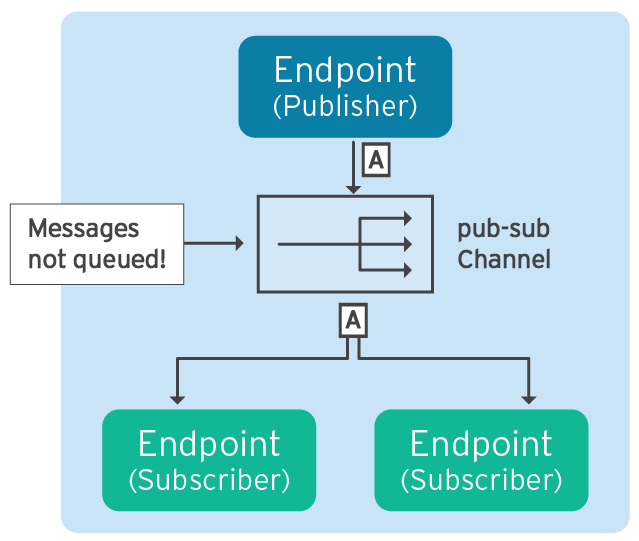 Endpoint
(Publisher)
A
Messages
not queued!
pub-sub
Channel
A
Endpoint
(Subscriber)
Endpoint
(Subscriber)